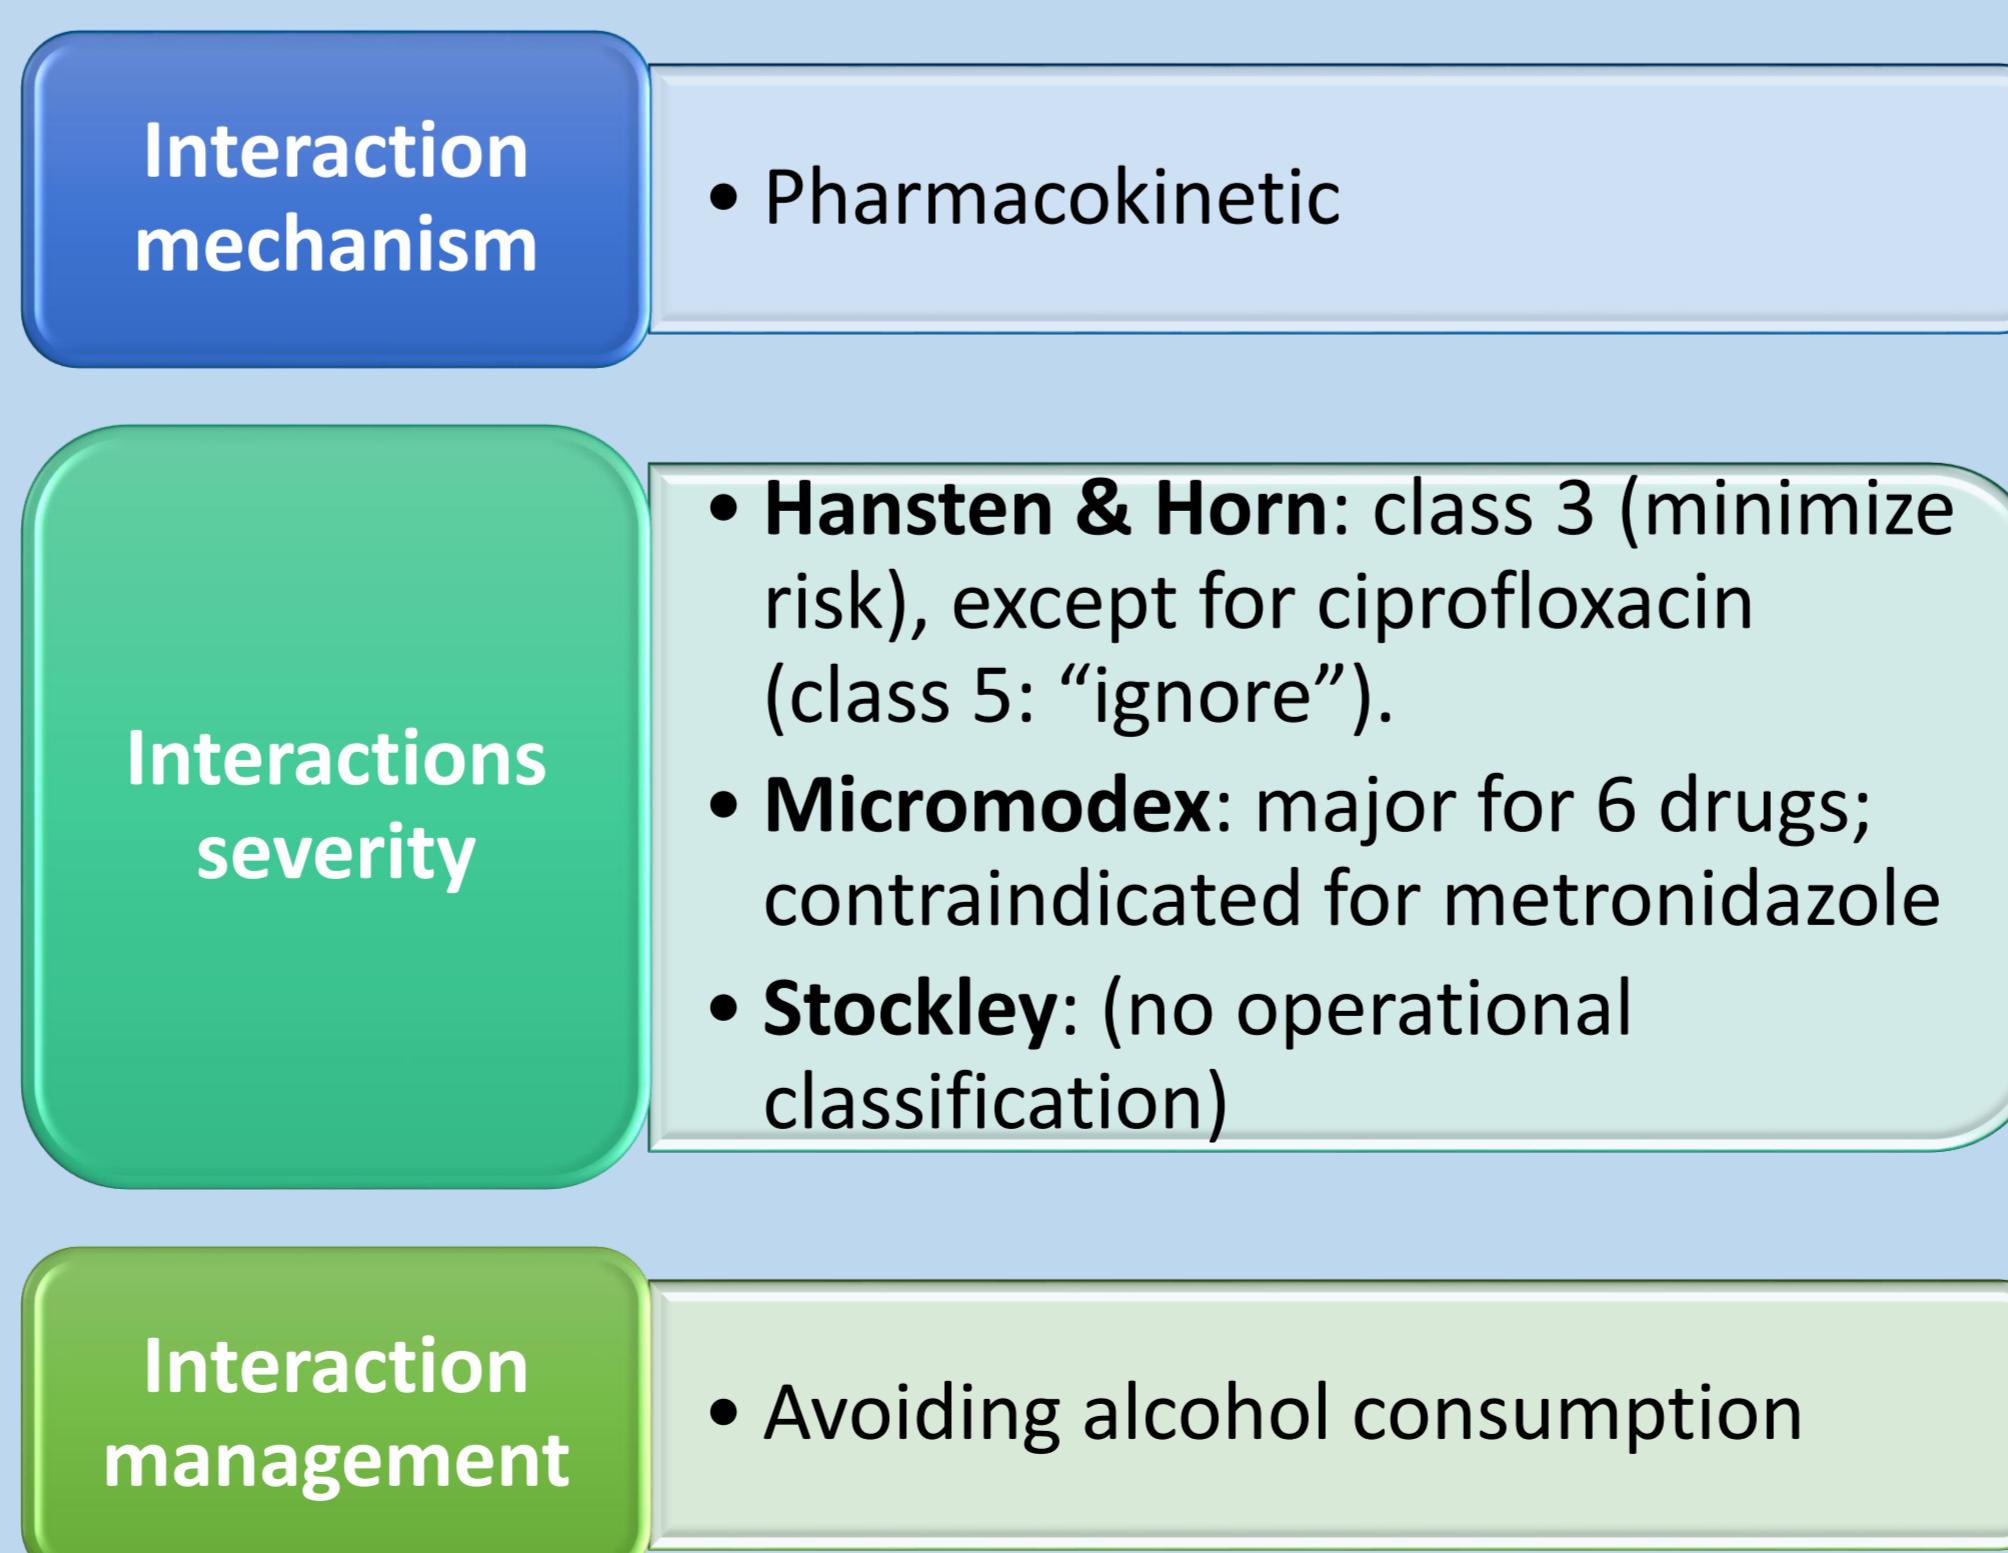 Interaction
mechanism
• Pharmacokinetic
Interactions
severity
• Hansten & Horn: class 3 (minimize
risk), except for ciprofloxacin
(class 5: “ignore”).
• Micromodex: major for 6 drugs;
contraindicated for metronidazole
• Stockley: (no operational
classification)
Interaction
management
• Avoiding alcohol consumption